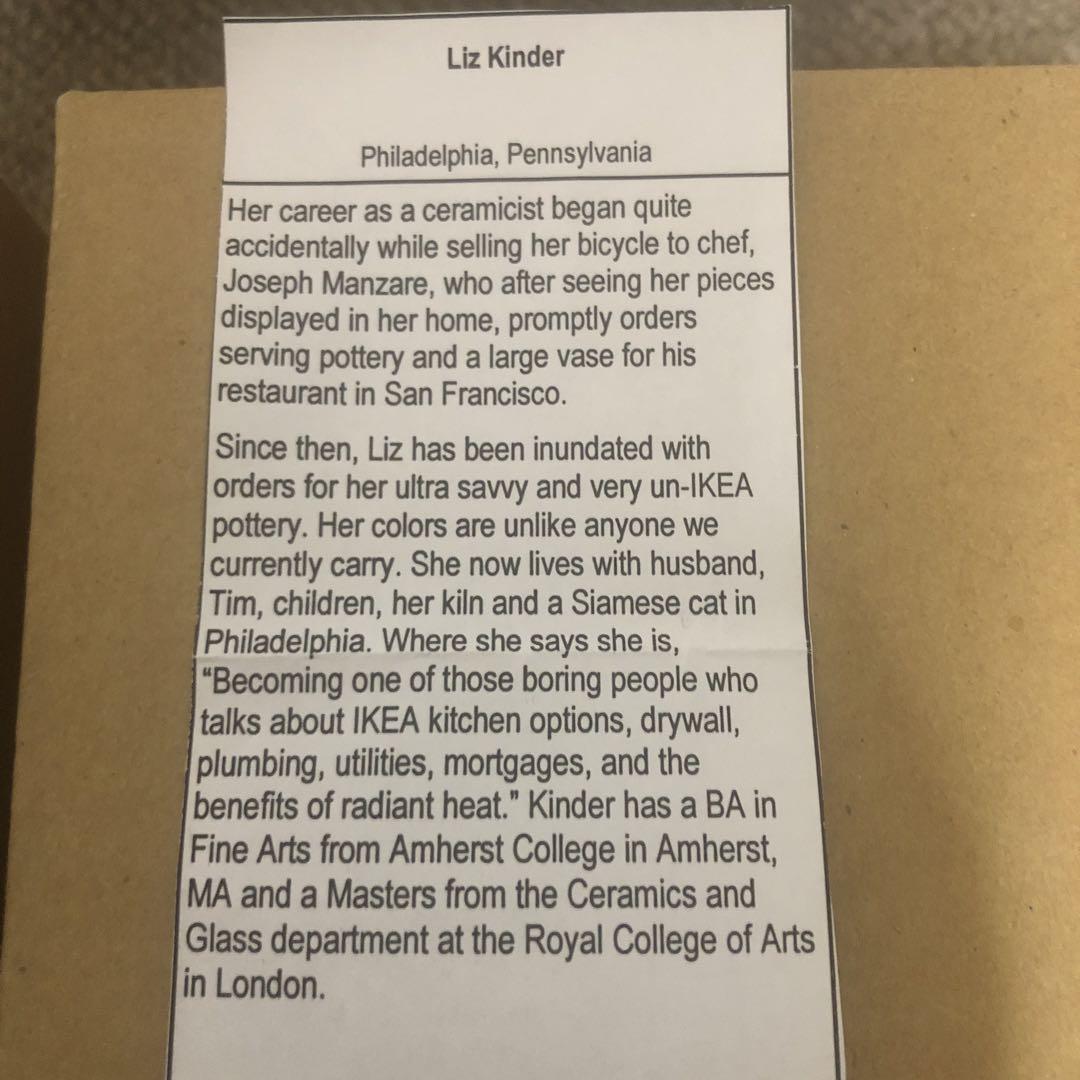 Liz Kinder
Philadelphia, Pennsylvania
Her career as a ceramicist began quite
accidentally while selling her bicycle to chef,
Joseph Manzare, who after seeing her pieces
displayed in her home, promptly orders
serving pottery and a large vase for his
restaurant in San Francisco.
Since then, Liz has been inundated with
orders for her ultra savvy and very un-IKEA
pottery. Her colors are unlike anyone we
currently carry. She now lives with husband,
Tim, children, her kiln and a Siamese cat in
Philadelphia. Where she says she is,
“Becoming one of those boring people who
talks about IKEA kitchen options, drywall,
plumbing, utilities, mortgages, and the
benefits of radiant heat.” Kinder has a BA in
Fine Arts from Amherst College in Amherst,
MA and a Masters from the Ceramics and
Glass department at the Royal College of Arts
in London.